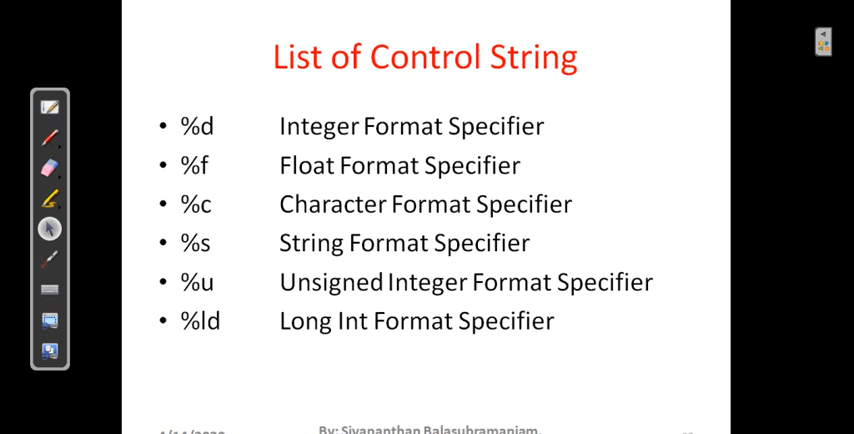 List of Control String
• %d Integer Format Specifier
• %f Float Format Specifier
• %c Character Format Specifier
• %s String Format Specifier
• %u Unsigned Integer Format Specifier
• %ld Long Int Format Specifier
By: Sivananthan Balasubramaniam,